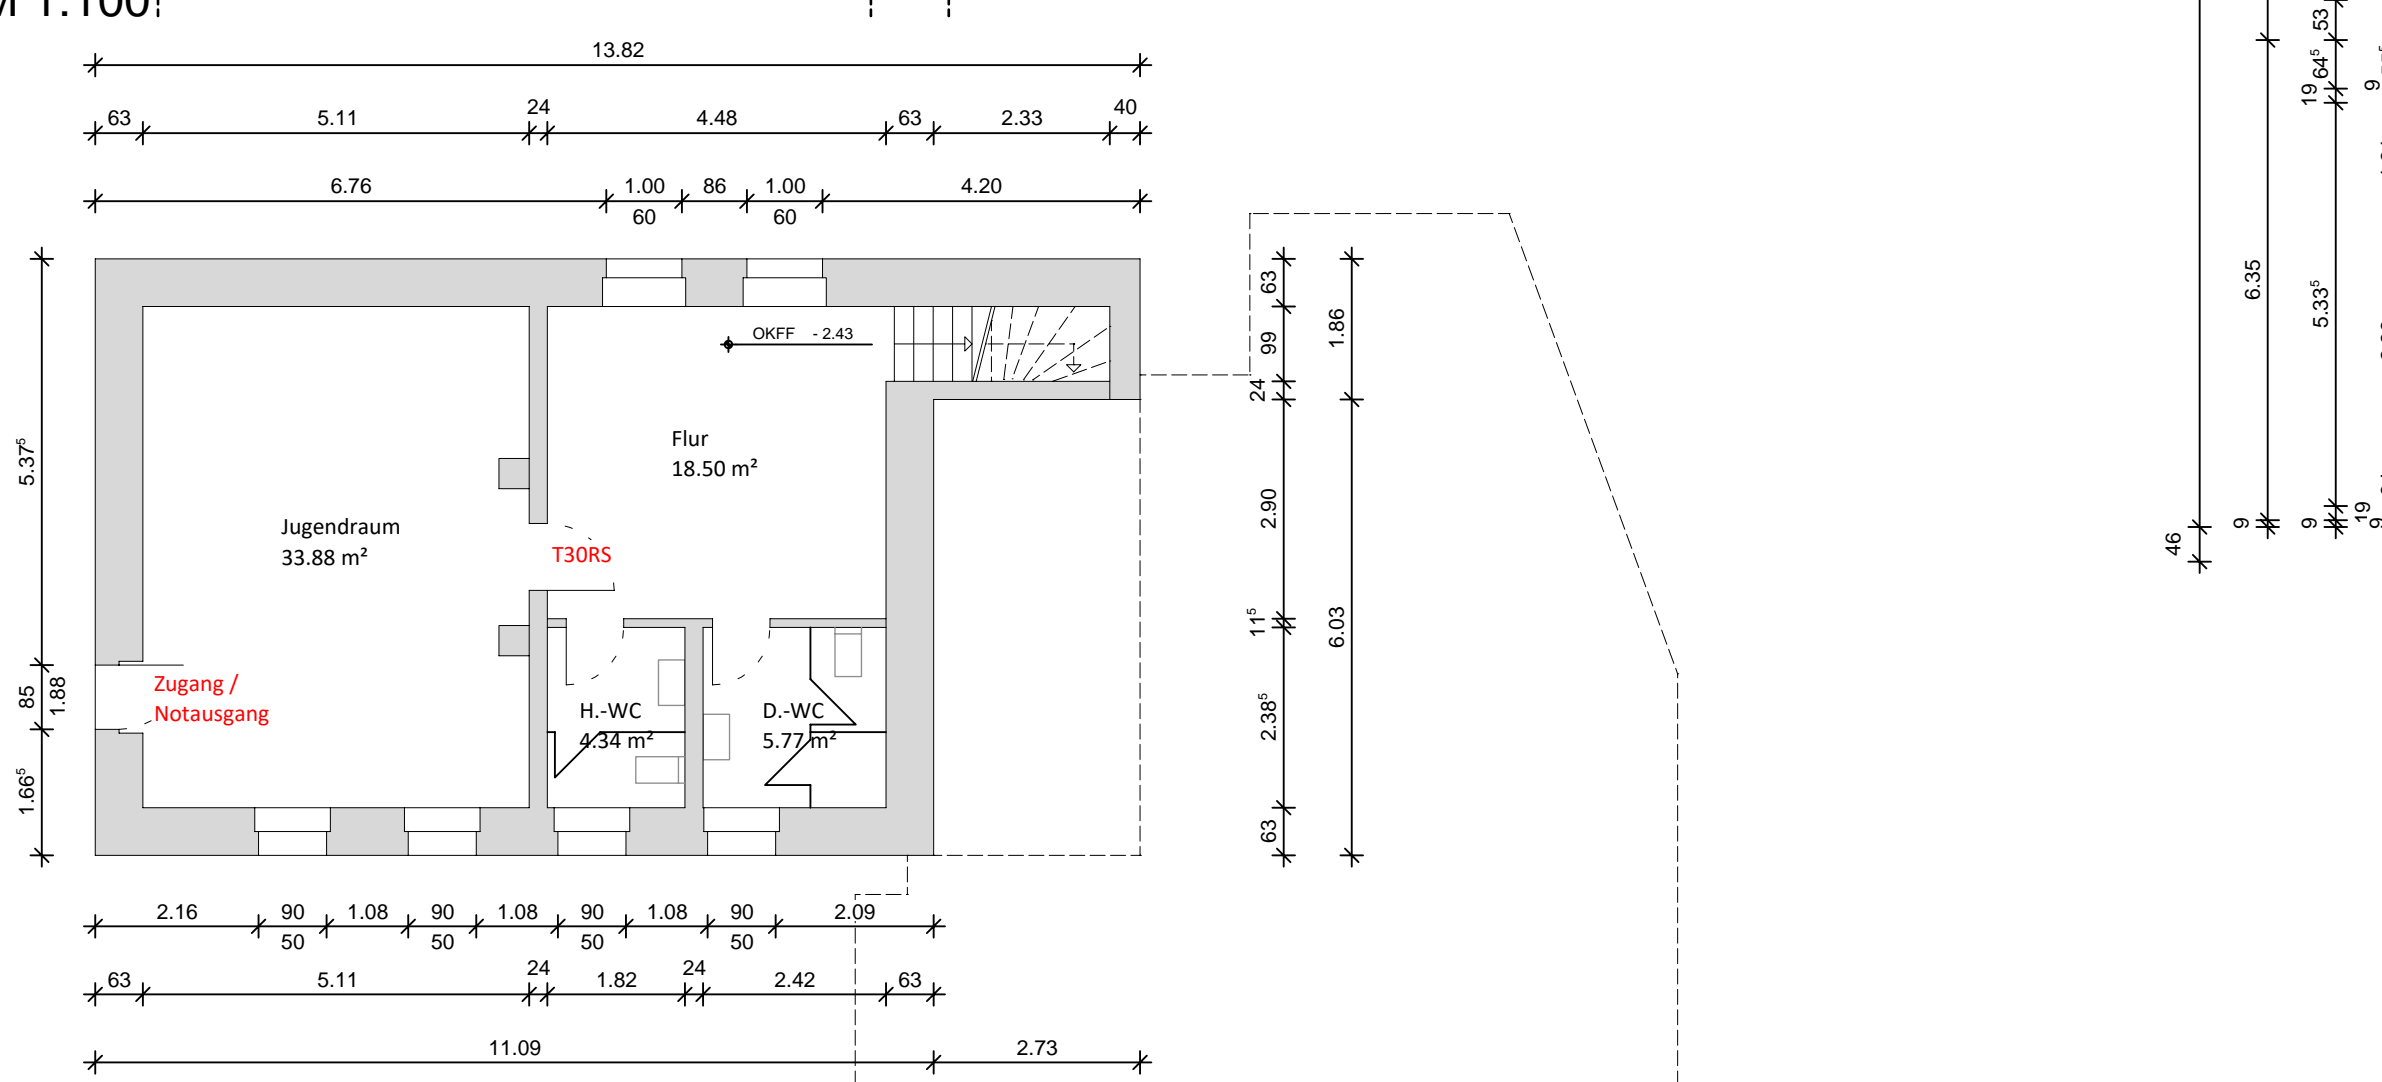 1:100
13.82
63 5.11 24 4.48 63 2.33 40
6.76 1.00 86 1.00 4.20
60 60
OKFF - 2.43
Flur
18.50 m²
Jugendraum
33.88 m²
T30RS
Zugang /
Notausgang
H.-WC
4.34 m²
D.-WC
5.77 m²
5.37⁵
85
1.88
1.66⁵
63
99
24
2.90
11⁵
2.38⁵
63
1.86
6.03
2.16 90 1.08 90 1.08 90 1.08 90 2.09
50 50 50 50
63 5.11 24 1.82 24 2.42 63
11.09 2.73
46
6.35
9
53
64⁵
19
5.33⁵
9
9
19
9